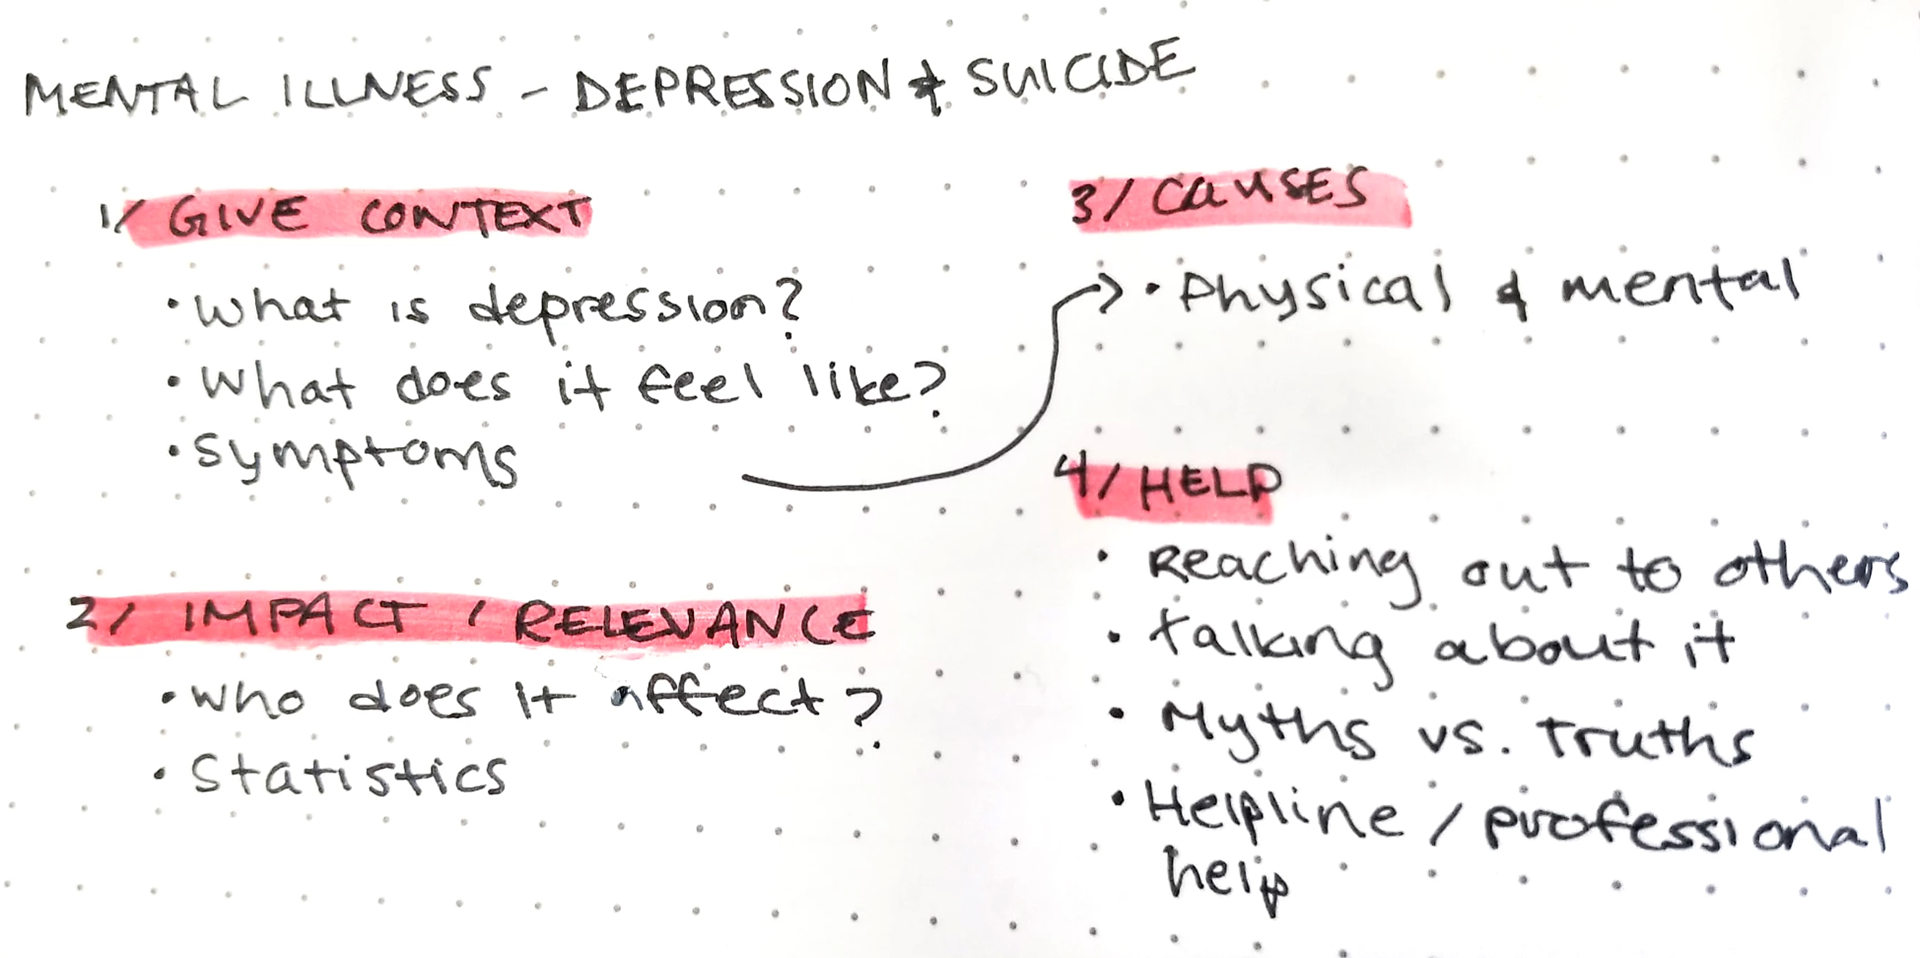 MENTAL ILLNESS - DEPRESSION & SUICIDE
1/ GIVE CONTEXT
• What is depression?
• What does it feel like?
• Symptoms
2/ IMPACT / RELEVANCE
• Who does it affect?
• Statistics
3/ CAUSES
• Physical & mental
4/ HELP
• Reaching out to others
• Talking about it
• Myths vs. Truths
• Helpline / professional
help